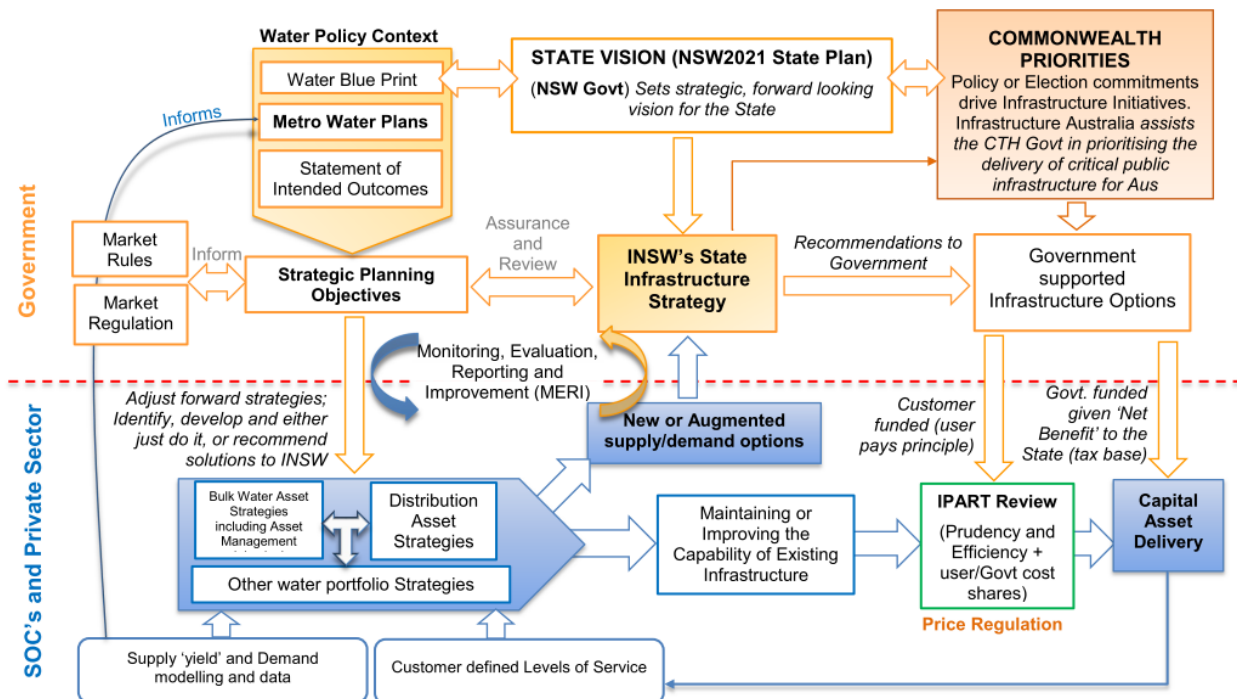 Water Policy Context
Water Blue Print
Metro Water Plans
Statement of
Intended Outcomes
STATE VISION (NSW2021 State Plan)
(NSW Govt) Sets strategic, forward looking
vision for the State
COMMONWEALTH
PRIORITIES
Policy or Election commitments
drive Infrastructure Initiatives.
Infrastructure Australia assists
the CTH Govt in prioritising the
delivery of critical public
infrastructure for Aus
Informs
Government
Market
Rules
Market
Regulation
Inform
Strategic Planning
Objectives
Assurance
and
Review
INSW's State
Infrastructure
Strategy
Recommendations to
Government
Government
supported
Infrastructure Options
Monitoring, Evaluation,
Reporting and
Improvement (MERI)
Adjust forward strategies;
Identify, develop and either
just do it, or recommend
solutions to INSW
New or Augmented
supply/demand options
Customer
funded (user
pays principle)
Govt. funded
given ‘Net
Benefit’ to the
State (tax base)
SOC's and Private Sector
Bulk Water Asset
Strategies
including Asset
Management
Distribution
Asset
Strategies
Other water portfolio Strategies
Maintaining or
Improving the
Capability of Existing
Infrastructure
IPART Review
(Prudency and
Efficiency +
user/Govt cost
shares)
Price Regulation
Capital
Asset
Delivery
Supply ‘yield’ and Demand
modelling and data
Customer defined Levels of Service